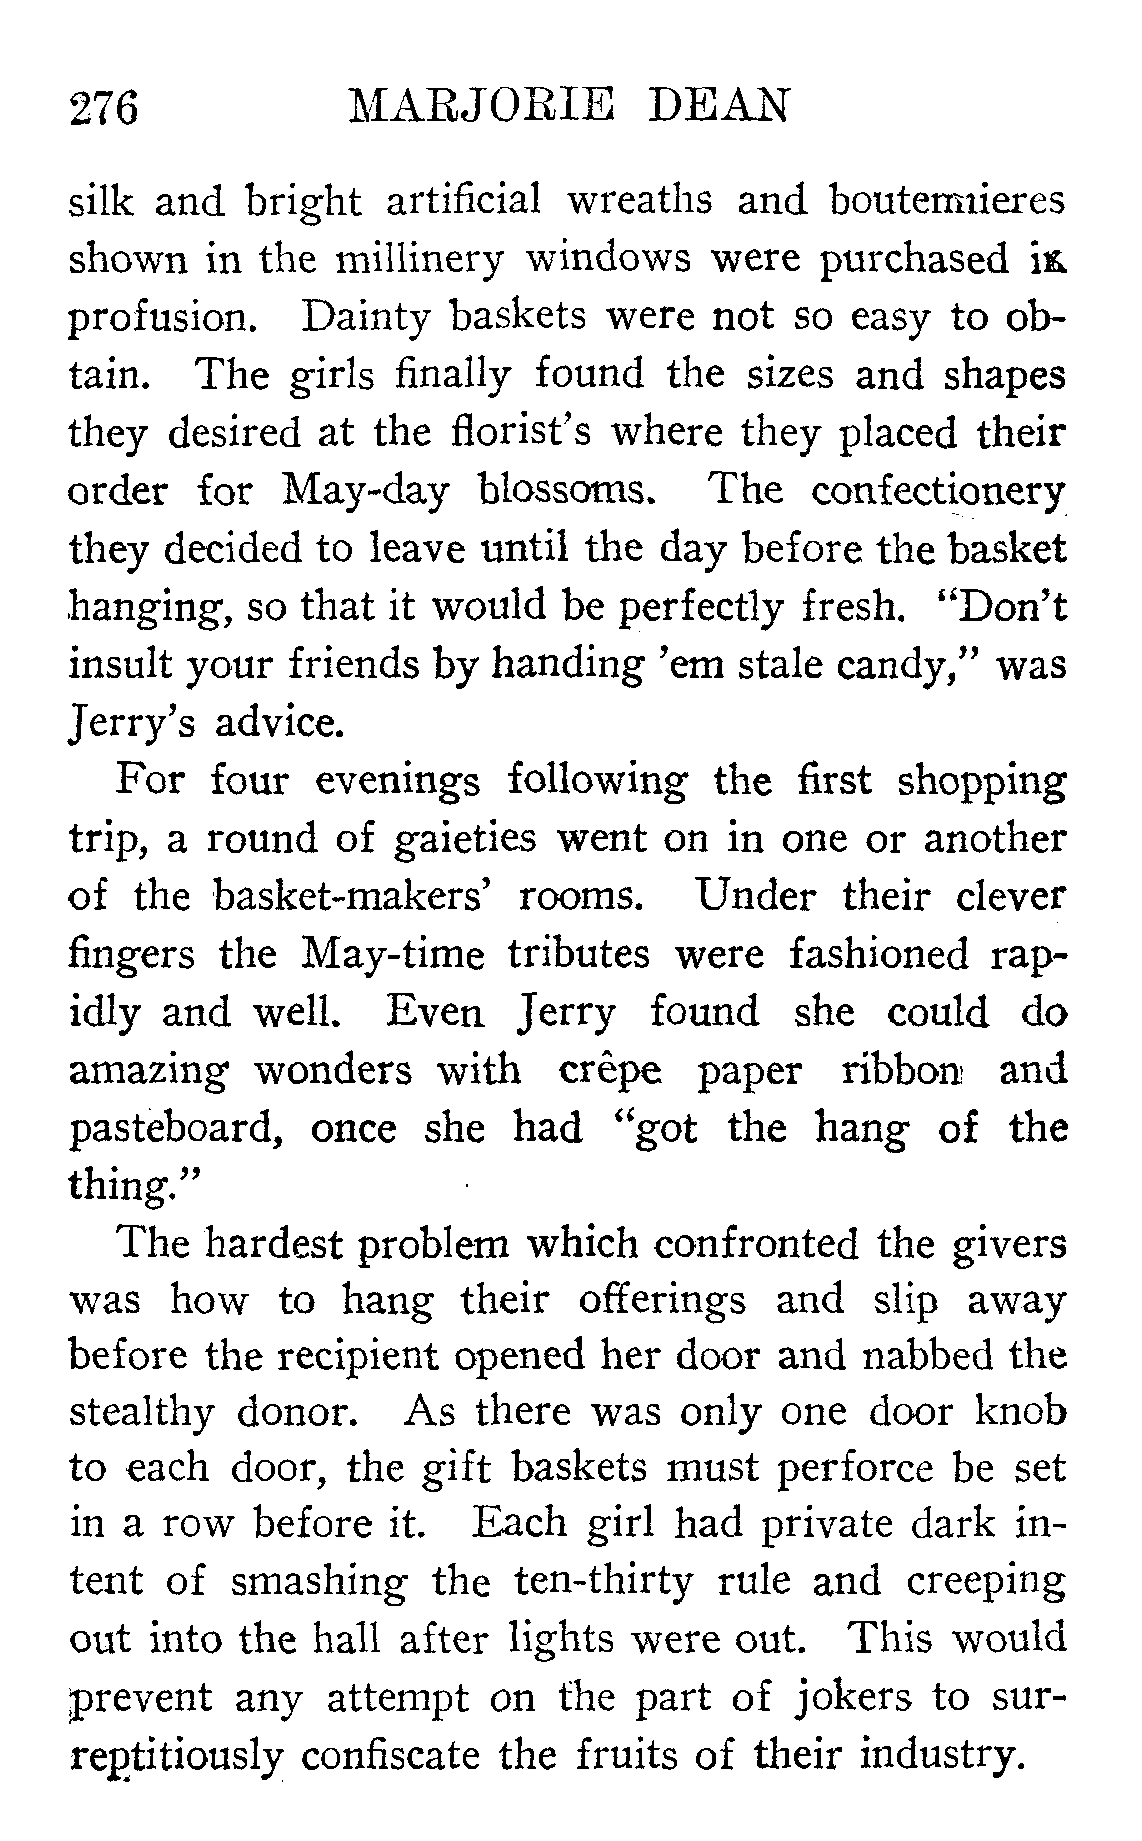 276 MARJORIE DEAN
silk and bright artificial wreaths and boutennieres
shown in the millinery windows were purchased in
profusion. Dainty baskets were not so easy to ob-
tain. The girls finally found the sizes and shapes
they desired at the florist's where they placed their
order for May-day blossoms. The confectionery
they decided to leave until the day before the basket
hanging, so that it would be perfectly fresh. "Don't
insult your friends by handing 'em stale candy," was
Jerry's advice.
For four evenings following the first shopping
trip, a round of gaieties went on in one or another
of the basket-makers' rooms. Under their clever
fingers the May-time tributes were fashioned rap-
idly and well. Even Jerry found she could do
amazing wonders with crêpe paper ribbon and
pasteboard, once she had "got the hang of the
thing."
The hardest problem which confronted the givers
was how to hang their offerings and slip away
before the recipient opened her door and nabbed the
stealthy donor. As there was only one door knob
to each door, the gift baskets must perforce be set
in a row before it. Each girl had private dark in-
tent of smashing the ten-thirty rule and creeping
out into the hall after lights were out. This would
prevent any attempt on the part of jokers to sur-
reptitiously confiscate the fruits of their industry.